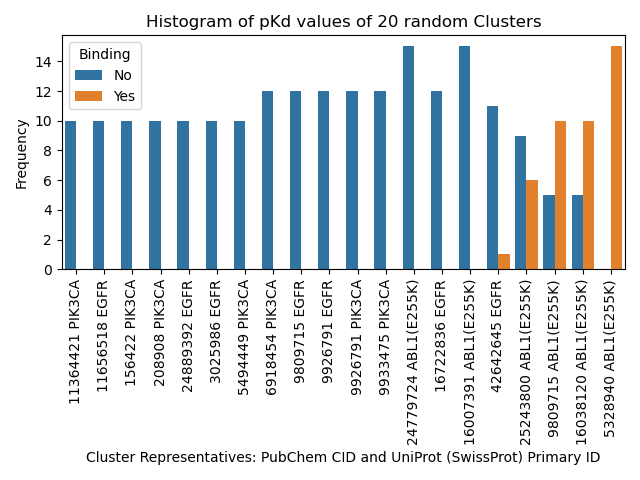 Histogram of pKd values of 20 random Clusters
Binding
No
Yes
Frequency
14
12
10
8
6
4
2
0
11364421 PIK3CA
11656518 EGFR
156422 PIK3CA
208908 PIK3CA
24889392 EGFR
3025986 EGFR
5494449 PIK3CA
6918454 PIK3CA
9809715 EGFR
9926791 EGFR
9926791 PIK3CA
9933475 PIK3CA
24779724 ABL1(E255K)
16722836 EGFR
16007391 ABL1(E255K)
42642645 EGFR
25243800 ABL1(E255K)
9809715 ABL1(E255K)
16038120 ABL1(E255K)
5328940 ABL1(E255K)
Cluster Representatives: PubChem CID and UniProt (SwissProt) Primary ID